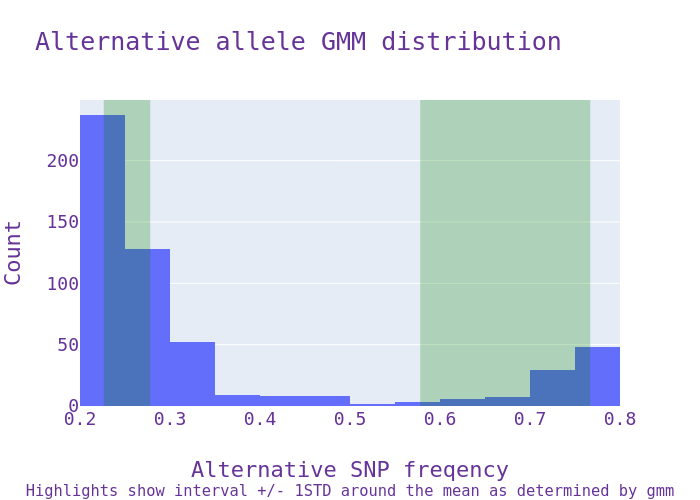 Alternative allele GMM distribution
Count
200
150
100
50
0
0.2 0.3 0.4 0.5 0.6 0.7 0.8
Alternative SNP freqency
Highlights show interval +/- 1STD around the mean as determined by gmm